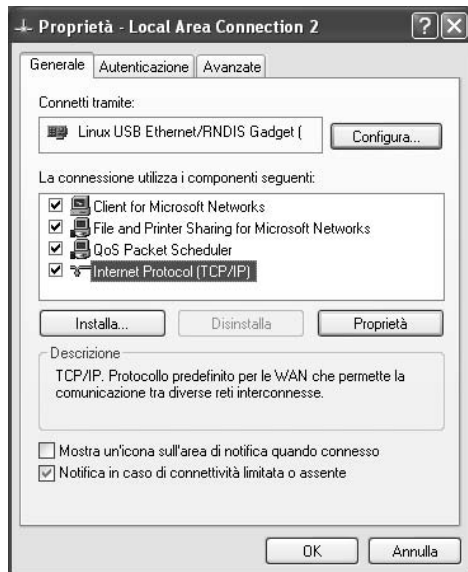 Proprietà - Local Area Connection 2
Generale Autenticazione Avanzate
Connetti tramite:
Linux USB Ethernet/RNDIS Gadget (
Configura...
La connessione utilizza i componenti seguenti:
Client for Microsoft Networks
File and Printer Sharing for Microsoft Networks
QoS Packet Scheduler
Internet Protocol (TCP/IP)
Installa... Disinstalla Proprietà
Descrizione
TCP/IP. Protocollo predefinito per le WAN che permette la
comunicazione tra diverse reti interconnesse.
Mostra un'icona sull'area di notifica quando connesso
Notifica in caso di connettività limitata o assente
OK Annulla